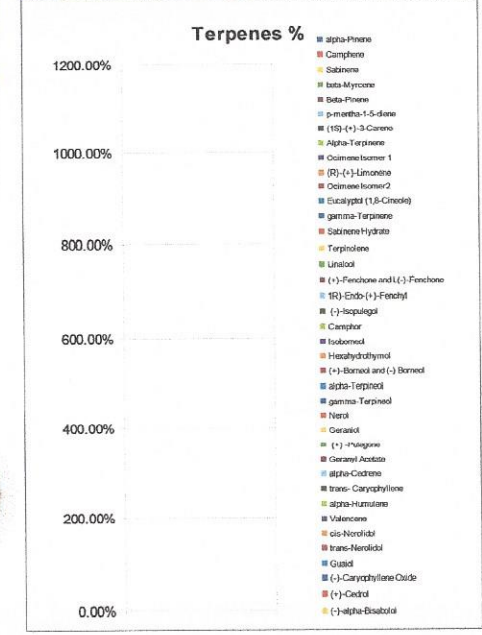 Terpenes %
1200.00%
1000.00%
800.00%
600.00%
400.00%
200.00%
0.00%
alpha-Pinene
Camphene
Sabinene
beta-Myrcene
Beta-Pinene
p-mentha-1-5-diene
(1S)-(+)-3-Carene
Alpha-Terpinene
Ocimene Isomer 1
(R)-(+)-Limonene
Ocimene Isomer2
Eucalyptol (1,8-Cineole)
gamma-Terpinene
Sabinene Hydrate
Terpinolene
Linalool
(+)-Fenchone and L(-)-Fenchone
1R)-Endo-(+)-Fenchyl
(-)-Isopulegol
Camphor
Isoborneol
Hexahydrothymol
(+)-Borneol and (-) Borneol
alpha-Terpineol
gamma-Terpineol
Nerol
Geraniol
(+) -Pulegone
Geranyl Acetate
alpha-Cedrene
trans- Caryophyllene
alpha-Humulene
Valencene
cis-Nerolidol
trans-Nerolidol
Guaiol
(-)-Caryophyllene Oxide
(+)-Cedrol
(-)-alpha-Bisabolol